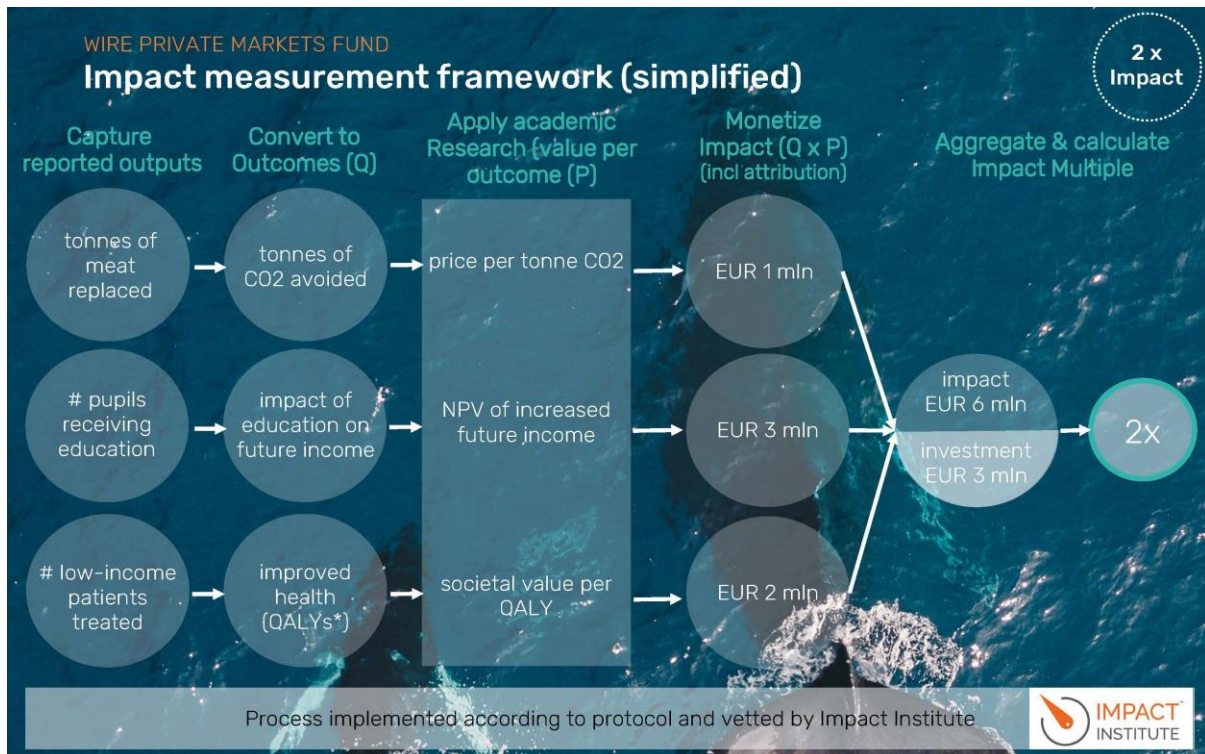 WIRE PRIVATE MARKETS FUND
Impact measurement framework (simplified)
2 x
Impact
Capture
reported outputs
Convert to
Outcomes (Q)
Apply academic
Research (value per
outcome (P)
Monetize
Impact (Q x P)
(incl attribution)
Aggregate & calculate
Impact Multiple
tonnes of
meat
replaced
tonnes of
CO2 avoided
price per tonne CO2
EUR 1 mln
# pupils
receiving
education
impact of
education on
future income
NPV of increased
future income
EUR 3 mln
impact
EUR 6 mln
investment
EUR 3 mln
2x
# low-income
patients
treated
improved
health
(QALYs*)
societal value per
QALY
EUR 2 mln
Process implemented according to protocol and vetted by Impact Institute
IMPACT
INSTITUTE